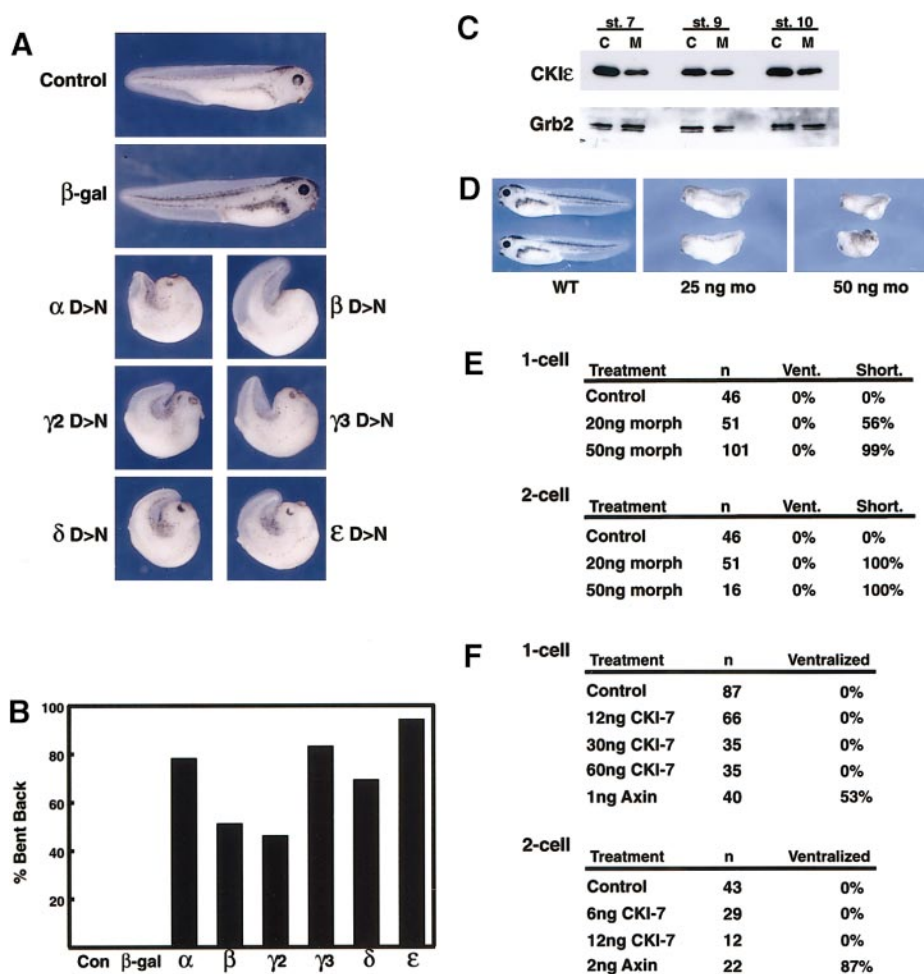 A
Control
β-gal
α D>N
β D>N
γ2 D>N
γ3 D>N
δ D>N
ε D>N
B
% Bent Back
100
80
60
40
20
Con β-gal α β γ2 γ3 δ ε
C
st. 7 st. 9 st. 10
C M C M C M
CKIε
Grb2
D
WT 25 ng mo 50 ng mo
E
1-cell
Treatment n Vent. Short.
Control 46 0% 0%
20ng morph 51 0% 56%
50ng morph 101 0% 99%
2-cell
Treatment n Vent. Short.
Control 46 0% 0%
20ng morph 51 0% 100%
50ng morph 16 0% 100%
F
1-cell
Treatment n Ventralized
Control 87 0%
12ng CKI-7 66 0%
30ng CKI-7 35 0%
60ng CKI-7 35 0%
1ng Axin 40 53%
2-cell
Treatment n Ventralized
Control 43 0%
6ng CKI-7 29 0%
12ng CKI-7 12 0%
2ng Axin 22 87%